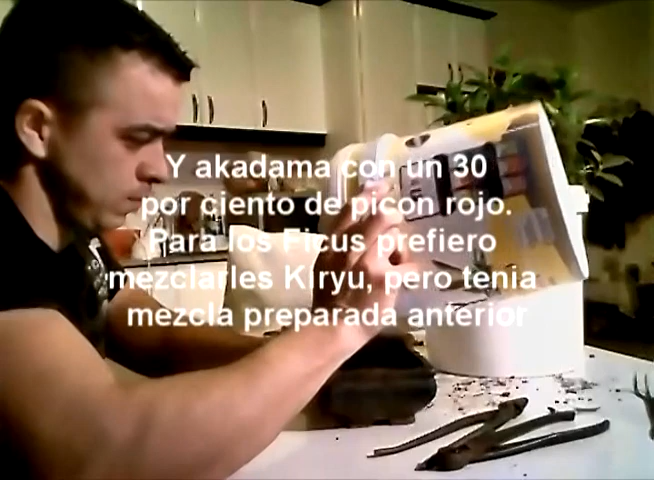 Y akadama con un 30
por ciento de picon rojo.
Para los Ficus prefiero
mezclarles Kiryu, pero tenia
mezcla preparada anterior